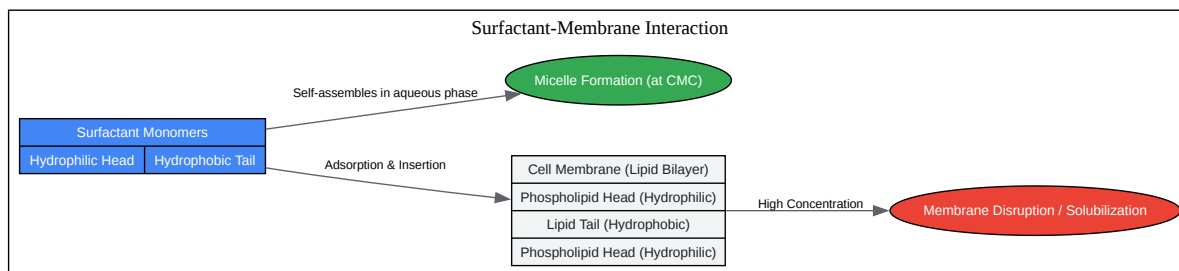 Surfactant-Membrane Interaction
Micelle Formation (at CMC)
Self-assembles in aqueous phase
Surfactant Monomers
Hydrophilic Head
Hydrophobic Tail
Adsorption & Insertion
Cell Membrane (Lipid Bilayer)
Phospholipid Head (Hydrophilic)
Lipid Tail (Hydrophobic)
Phospholipid Head (Hydrophilic)
High Concentration
Membrane Disruption / Solubilization